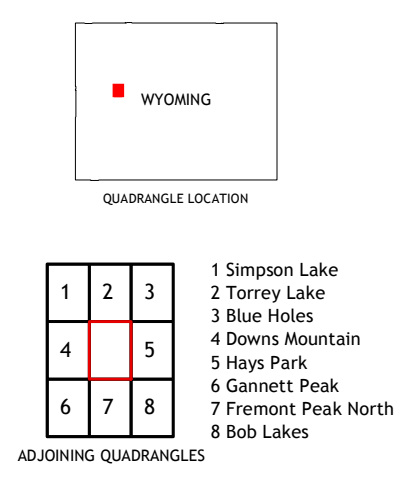 WYOMING
QUADRANGLE LOCATION
1 2 3
4 5
6 7 8
ADJOINING QUADRANGLES
1 Simpson Lake
2 Torrey Lake
3 Blue Holes
4 Downs Mountain
5 Hays Park
6 Gannett Peak
7 Fremont Peak North
8 Bob Lakes